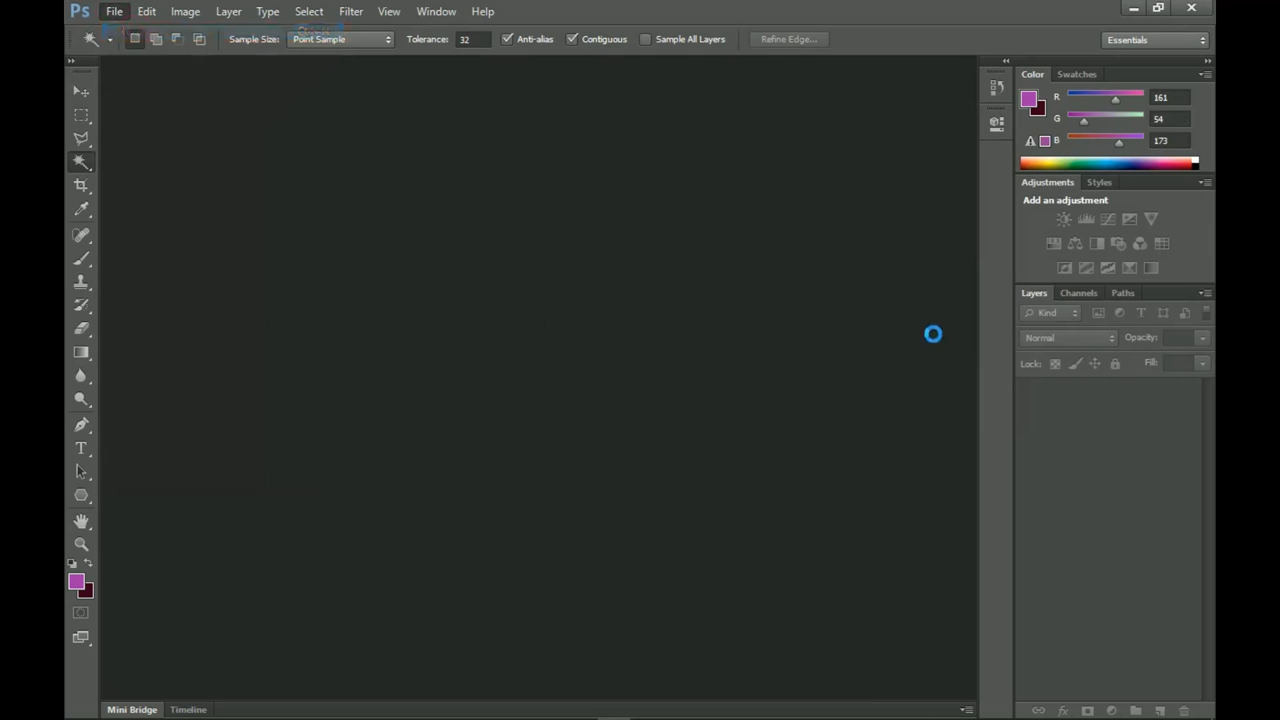 Ps File Edit Image Layer Type Select Filter View Window Help
Sample Size: Point Sample Tolerance: 32 Anti-alias Contiguous Sample All Layers Refine Edge... Essentials
Color Swatches
R 161
G 54
B 173
Adjustments Styles
Add an adjustment
Layers Channels Paths
Kind T
Normal Opacity:
Lock: Fill:
T
fx
Mini Bridge Timeline